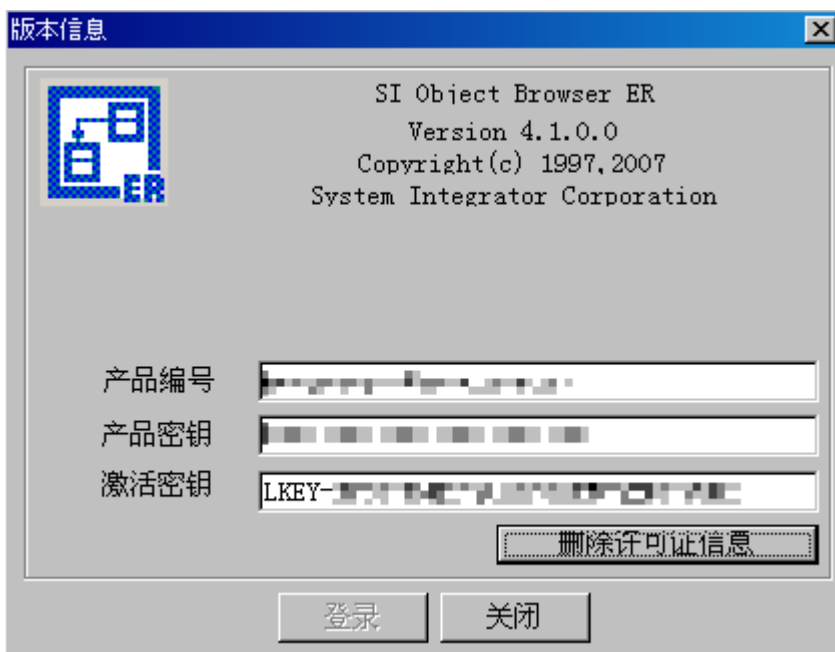 版本信息
SI Object Browser ER
Version 4.1.0.0
Copyright(c) 1997,2007
System Integrator Corporation
ER
产品编号
产品密钥
激活密钥 LKEY-
删除许可证信息
登录 关闭